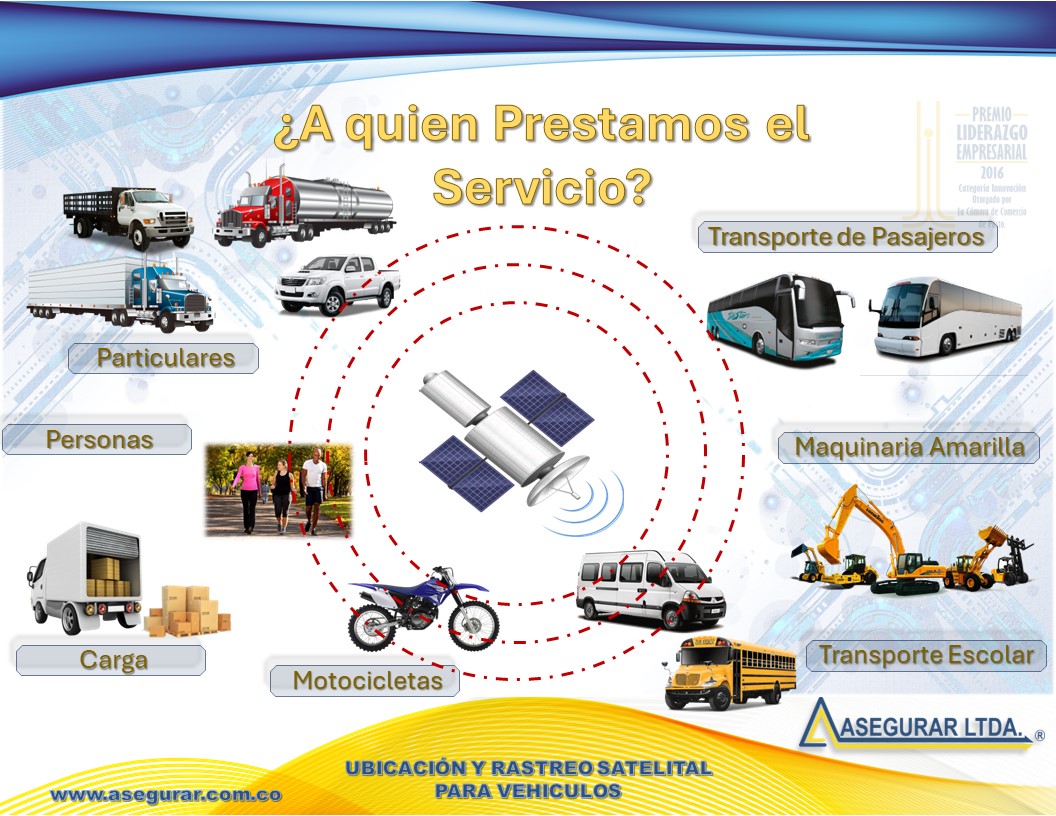 ¿A quien Prestamos el
Servicio?
PREMIO
LIDERAZGO
EMPRESARIAL
2016
Categoría Innovación
Otorgado por
La Cámara de Comercio
Transporte de Pasajeros
Particulares
Personas
Maquinaria Amarilla
Carga
Motocicletas
Transporte Escolar
ASEGURAR LTDA. ®
UBICACIÓN Y RASTREO SATELITAL
PARA VEHICULOS
www.asegurar.com.co